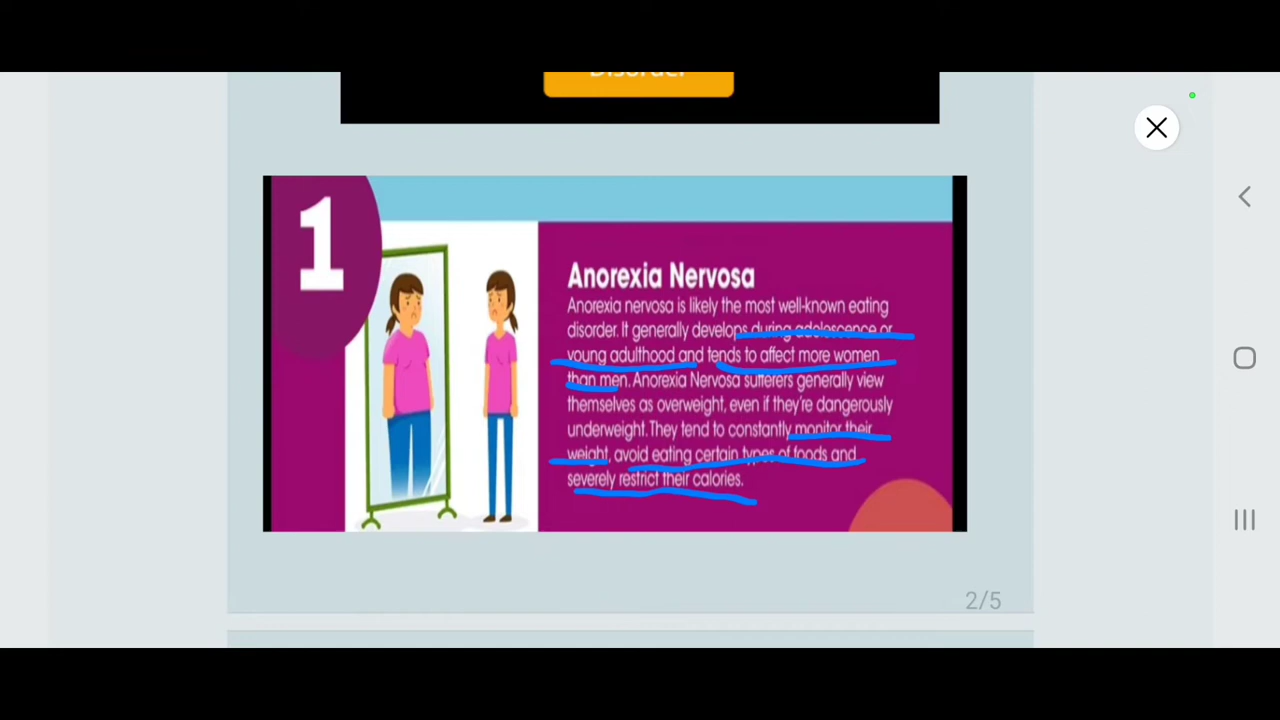 Disorder
1
Anorexia Nervosa
Anorexia nervosa is likely the most well-known eating
disorder. It generally develops during adolescence or
young adulthood and tends to affect more women
than men. Anorexia Nervosa sufferers generally view
themselves as overweight, even if they're dangerously
underweight. They tend to constantly monitor their
weight, avoid eating certain types of foods and
severely restrict their calories.
2/5